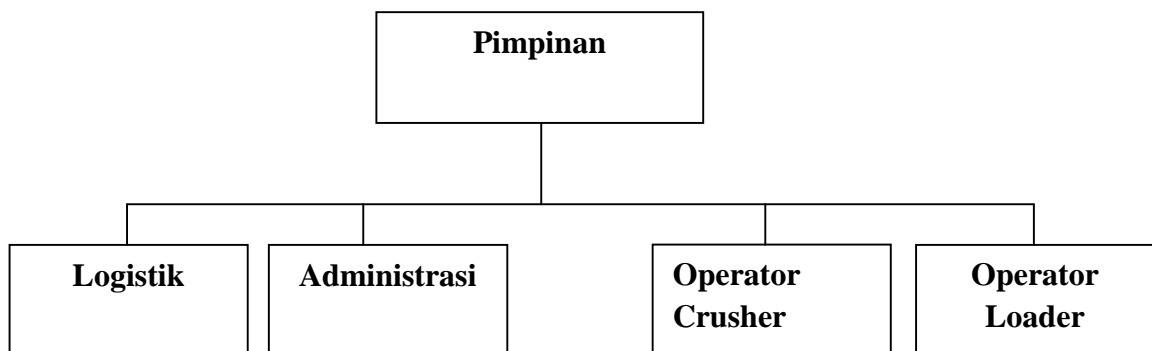 Pimpinan
Logistik
Administrasi
Operator
Crusher
Operator
Loader